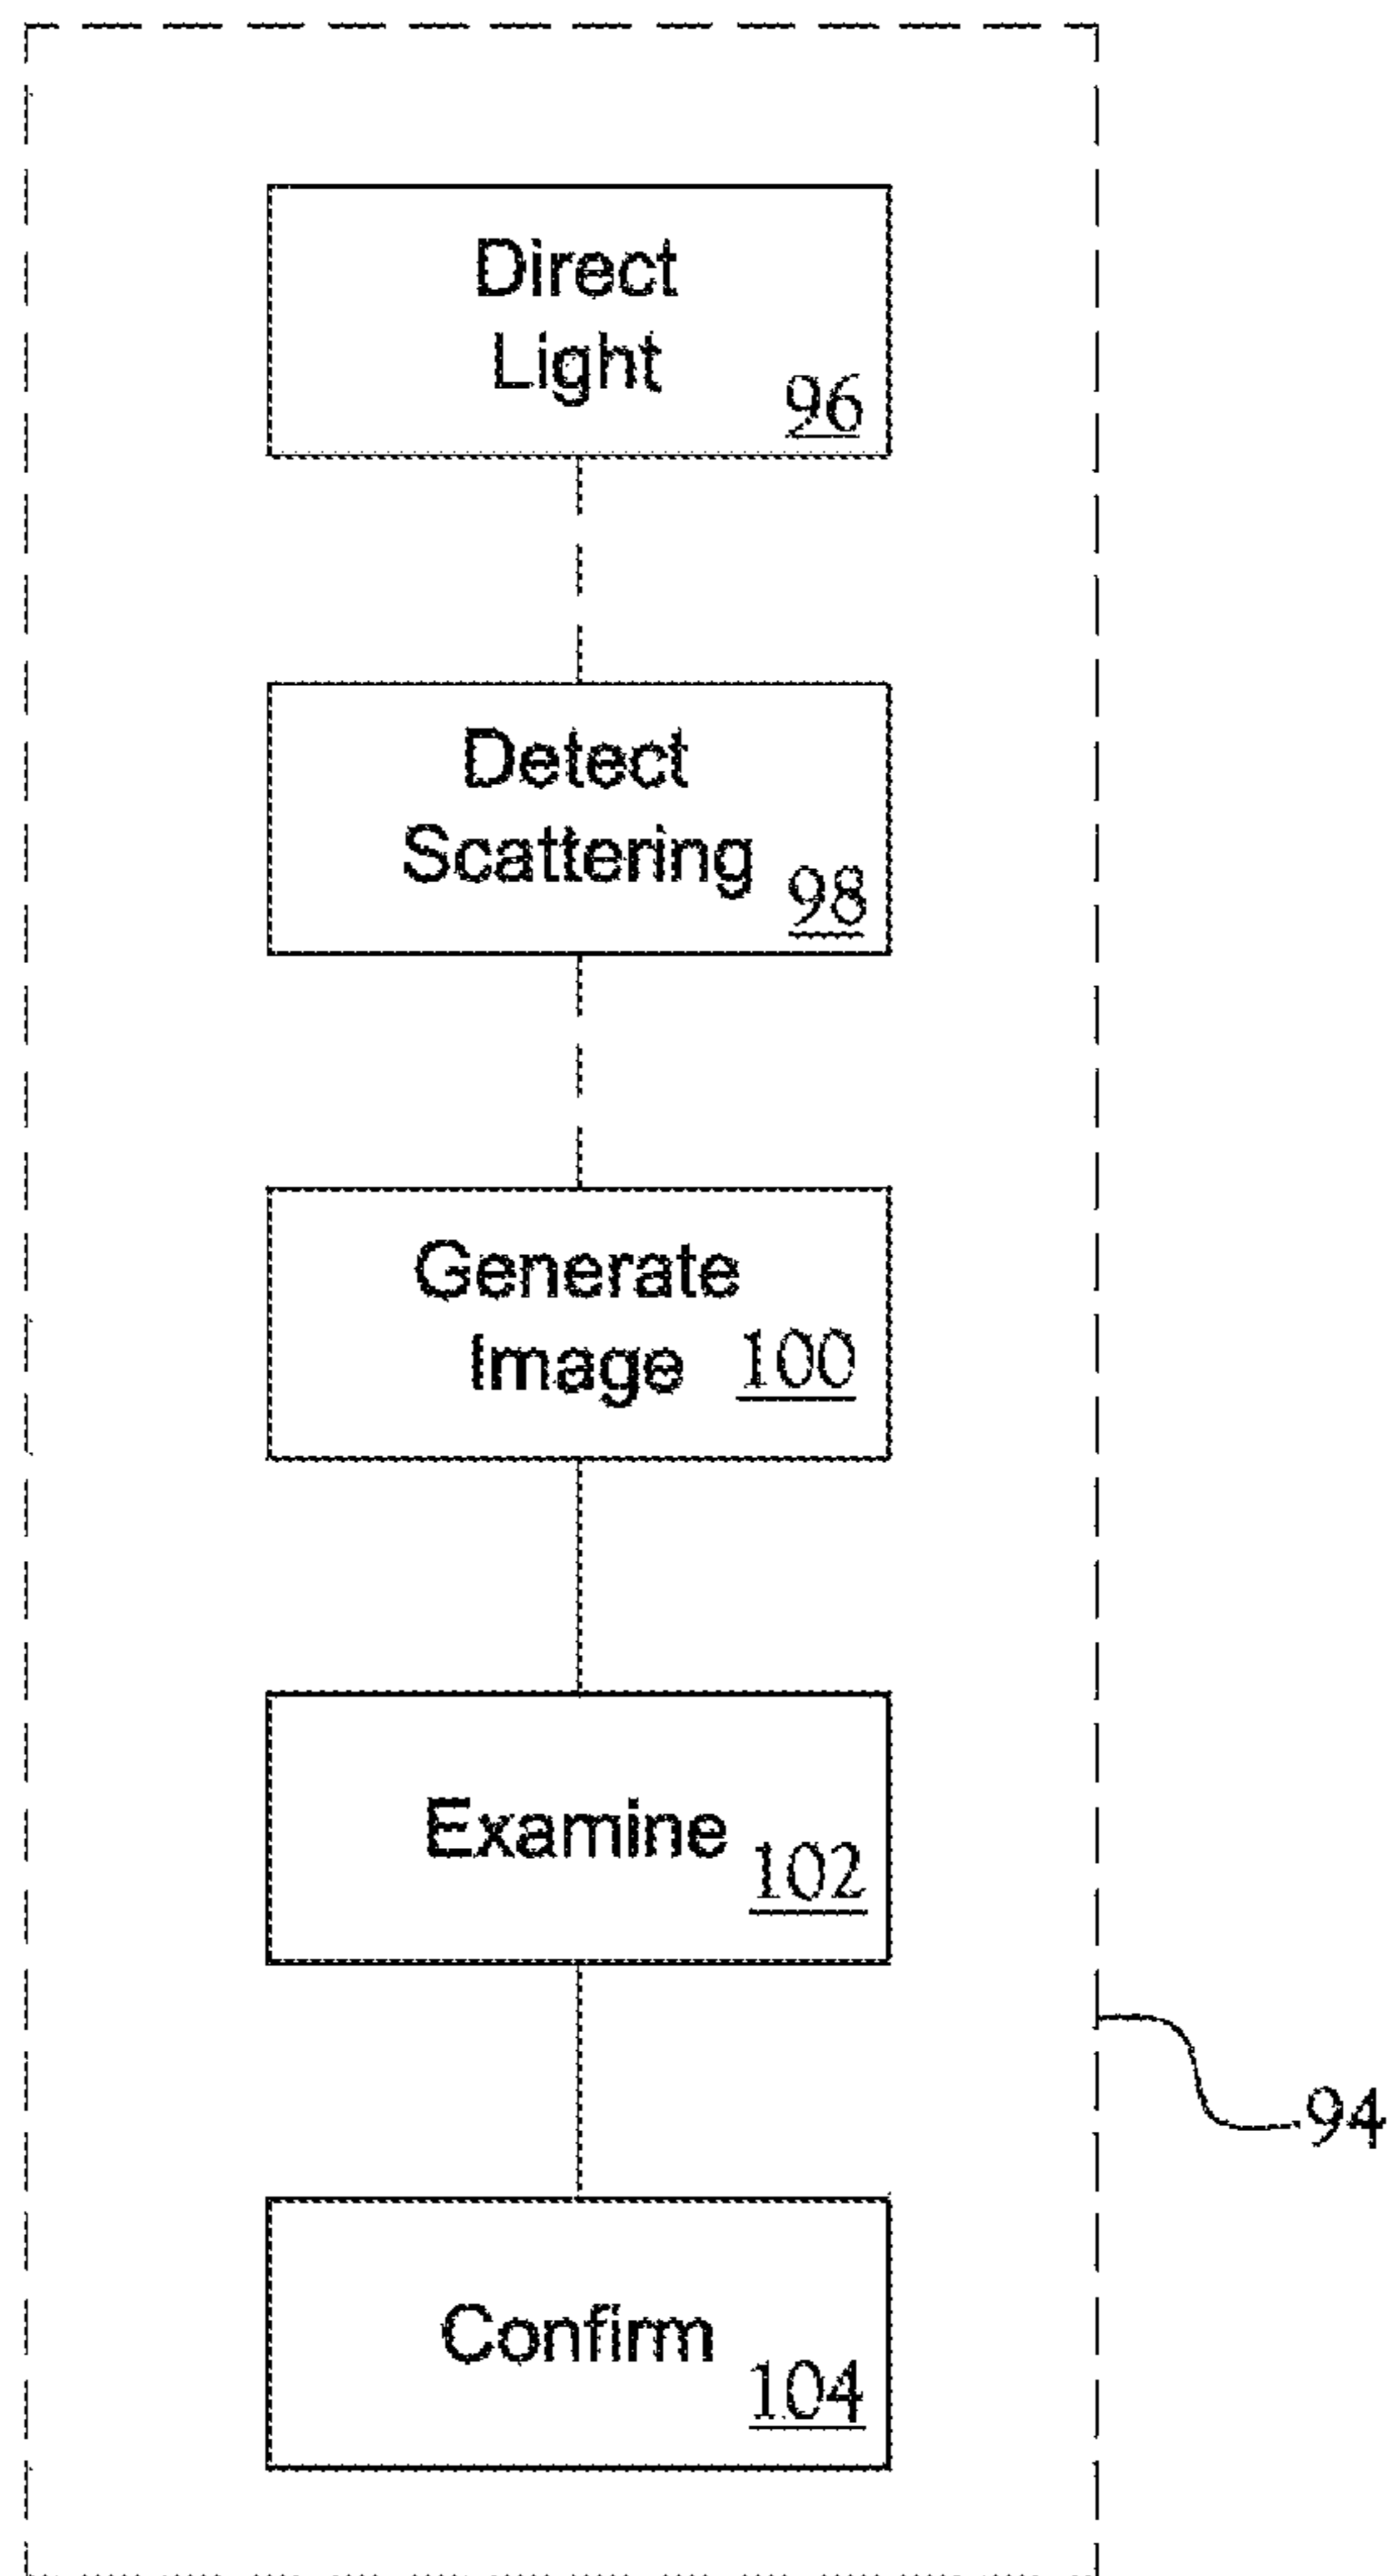 Direct
Light
96
Detect
Scattering
98
Generate
Image 100
Examine
102
94
Confirm
104